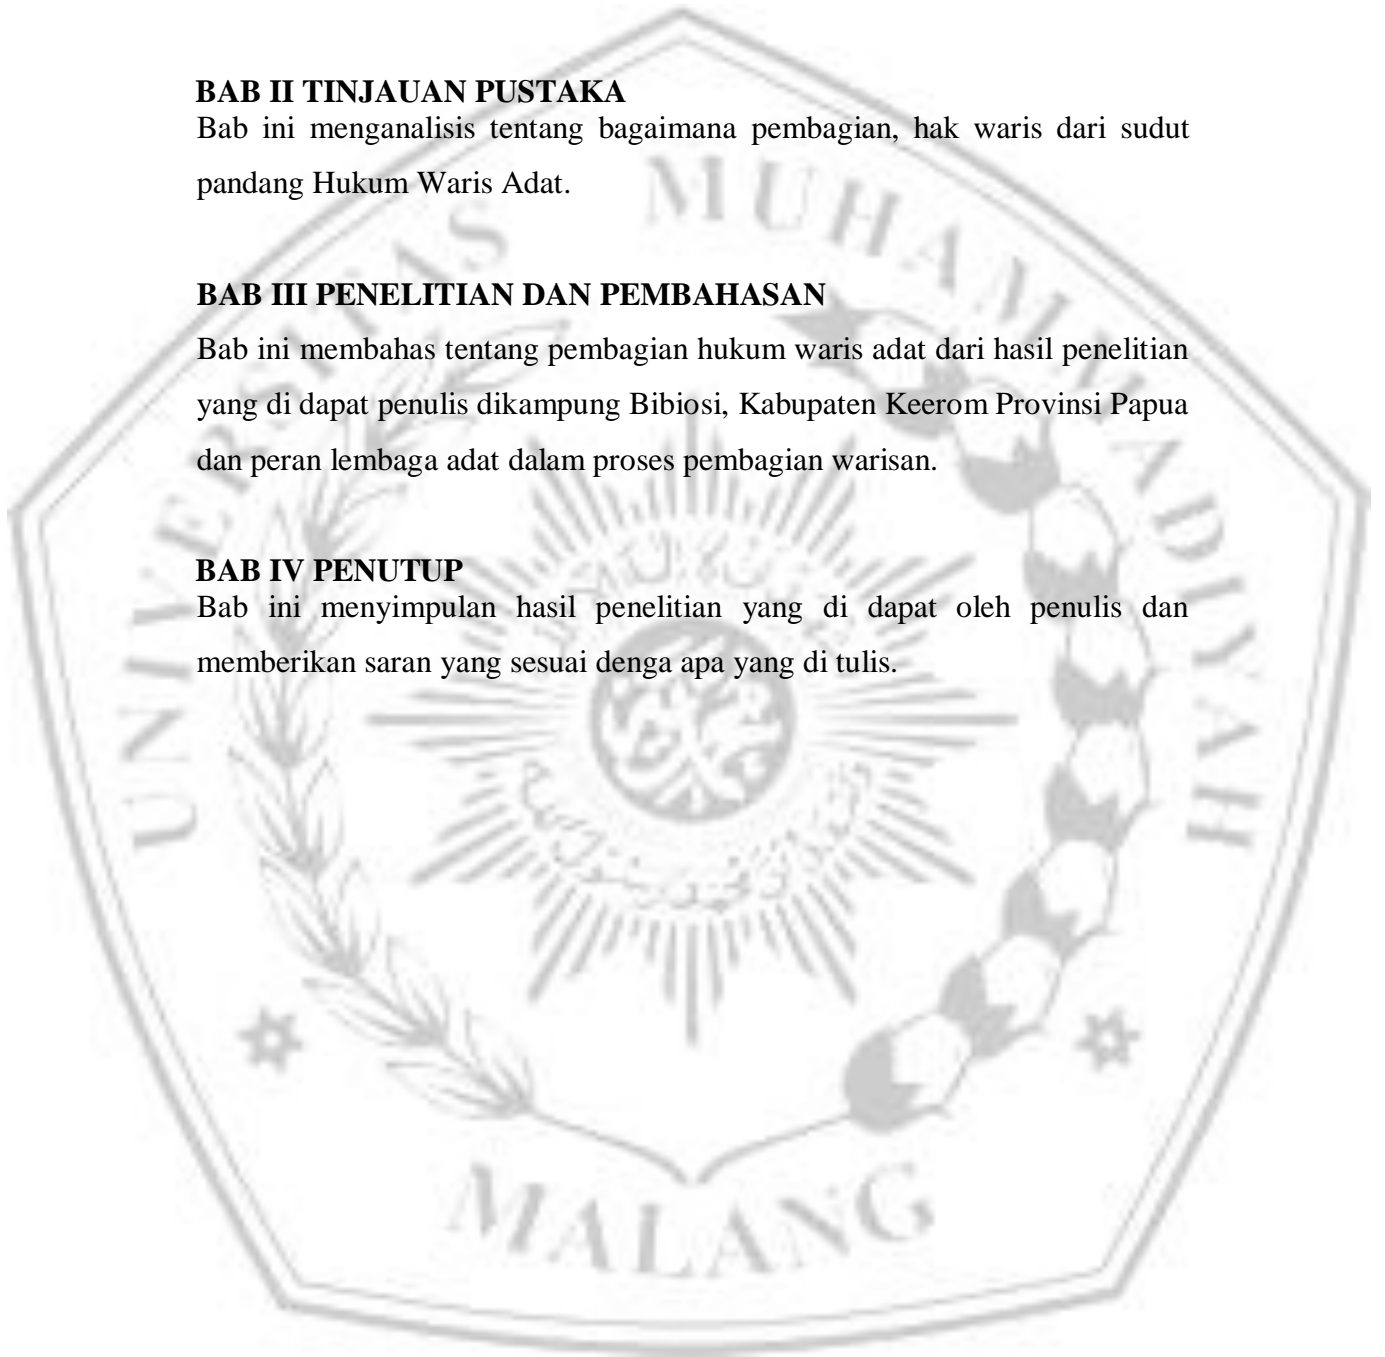 BAB II TINJAUAN PUSTAKA
Bab ini menganalisis tentang bagaimana pembagian, hak waris dari sudut
pandang Hukum Waris Adat.
BAB III PENELITIAN DAN PEMBAHASAN
Bab ini membahas tentang pembagian hukum waris adat dari hasil penelitian
yang di dapat penulis dikampung Bibiosi, Kabupaten Keerom Provinsi Papua
dan peran lembaga adat dalam proses pembagian warisan.
BAB IV PENUTUP
Bab ini menyimpulan hasil penelitian yang di dapat oleh penulis dan
memberikan saran yang sesuai denga apa yang di tulis.
UNIVERSITAS MUHAMMADIYAH
MALANG